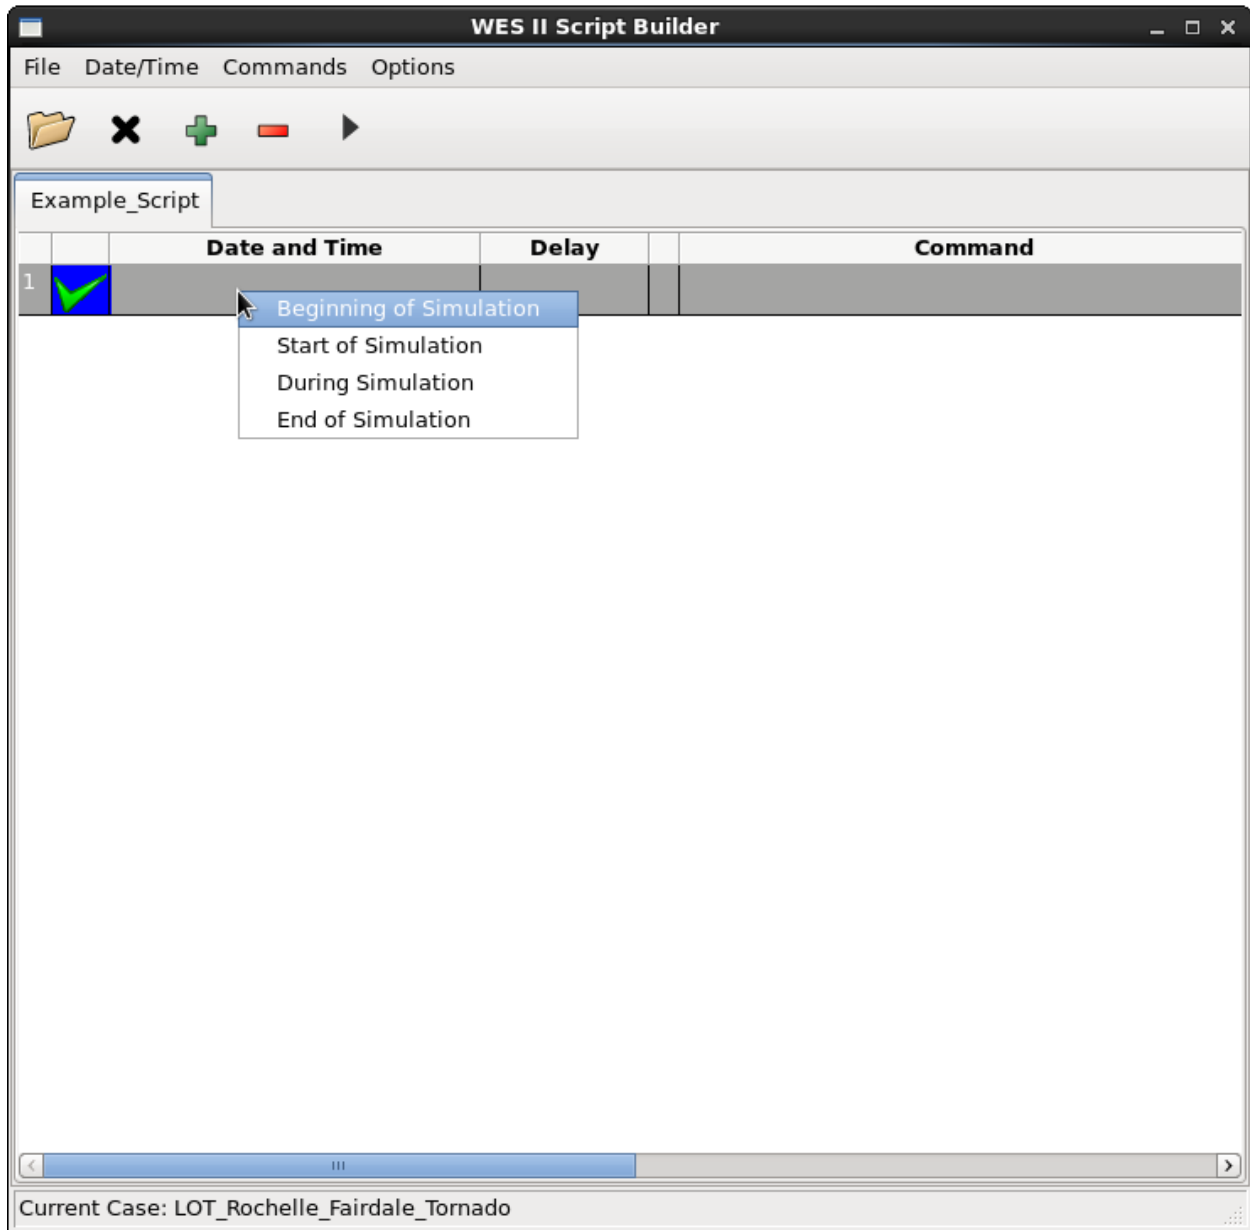 WES II Script Builder
File Date/Time Commands Options
Example_Script
Date and Time Delay Command
1
Beginning of Simulation
Start of Simulation
During Simulation
End of Simulation
Current Case: LOT_Rochelle_Fairdale_Tornado